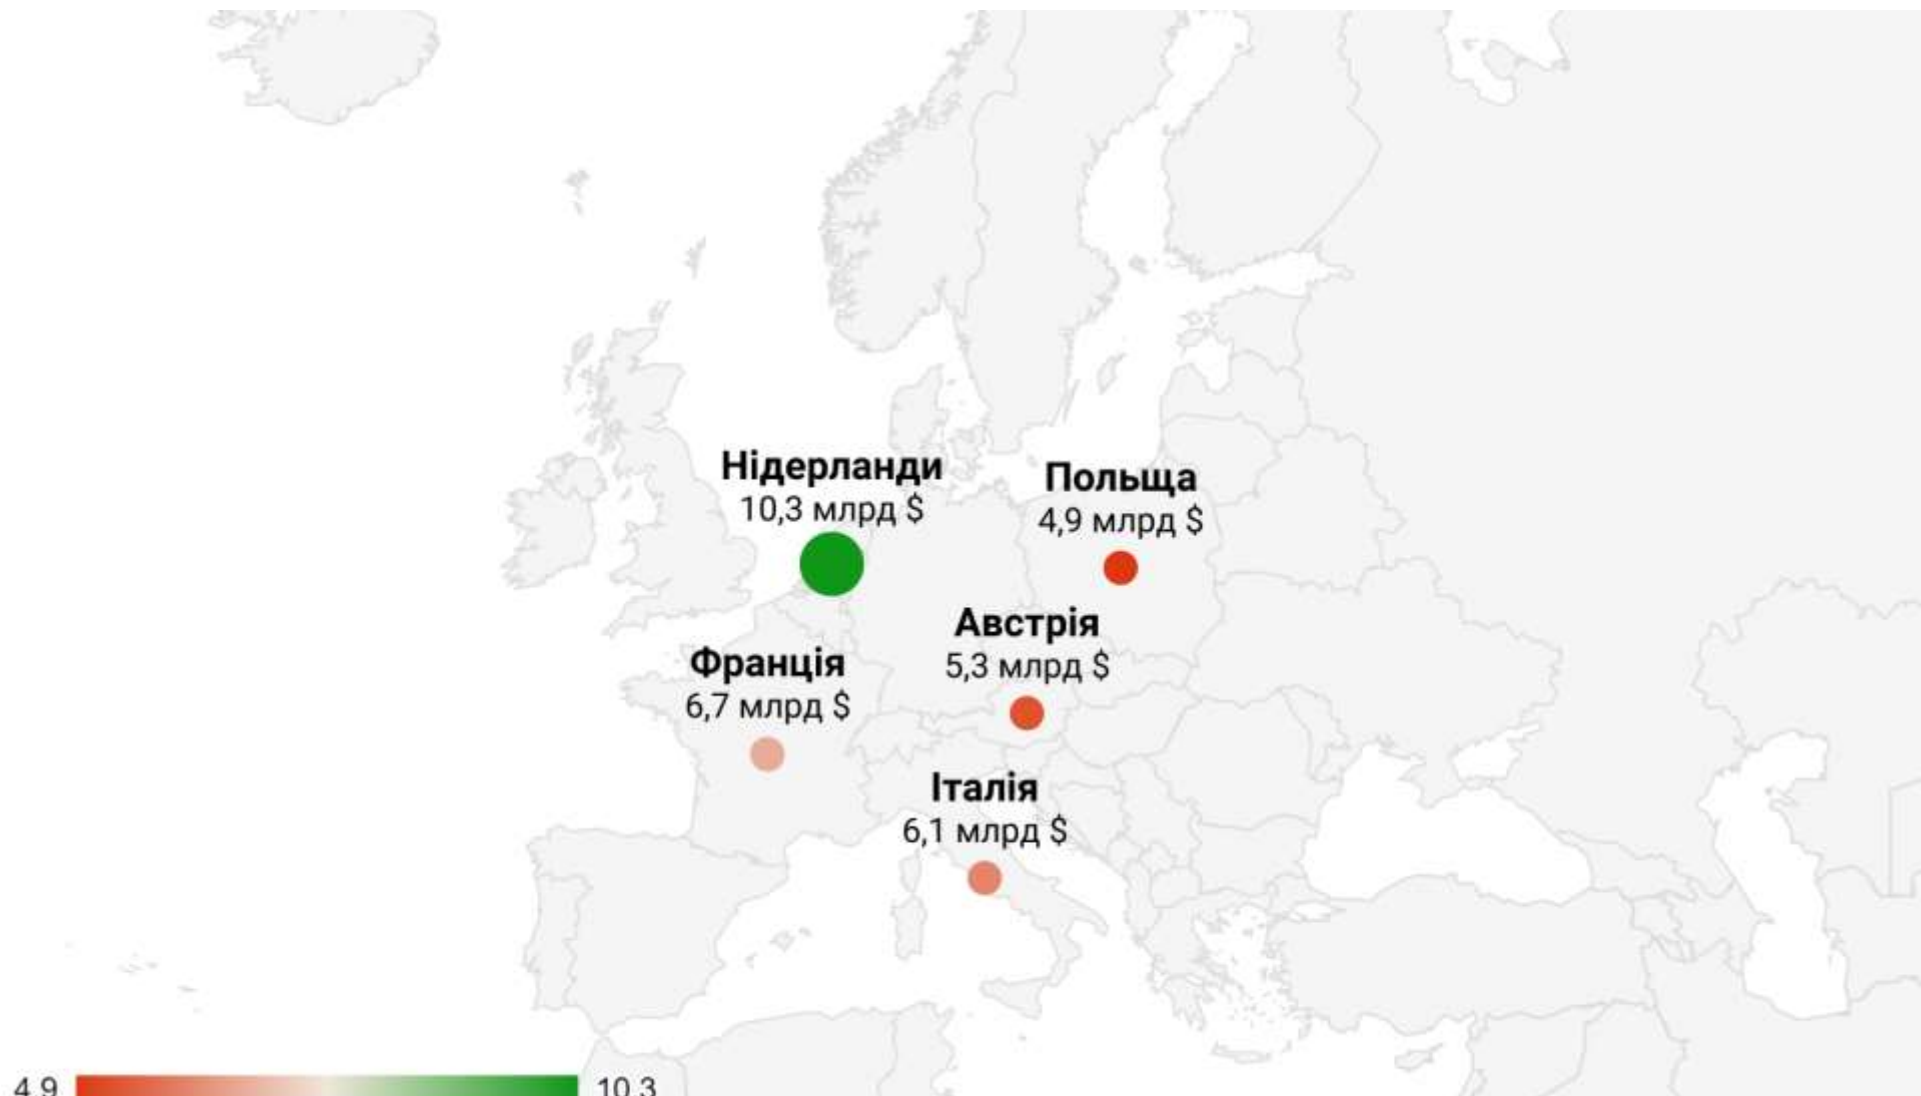 Нідерланди
10,3 млрд $
Польща
4,9 млрд $
Австрія
5,3 млрд $
Франція
6,7 млрд $
Італія
6,1 млрд $
4,9
10,3